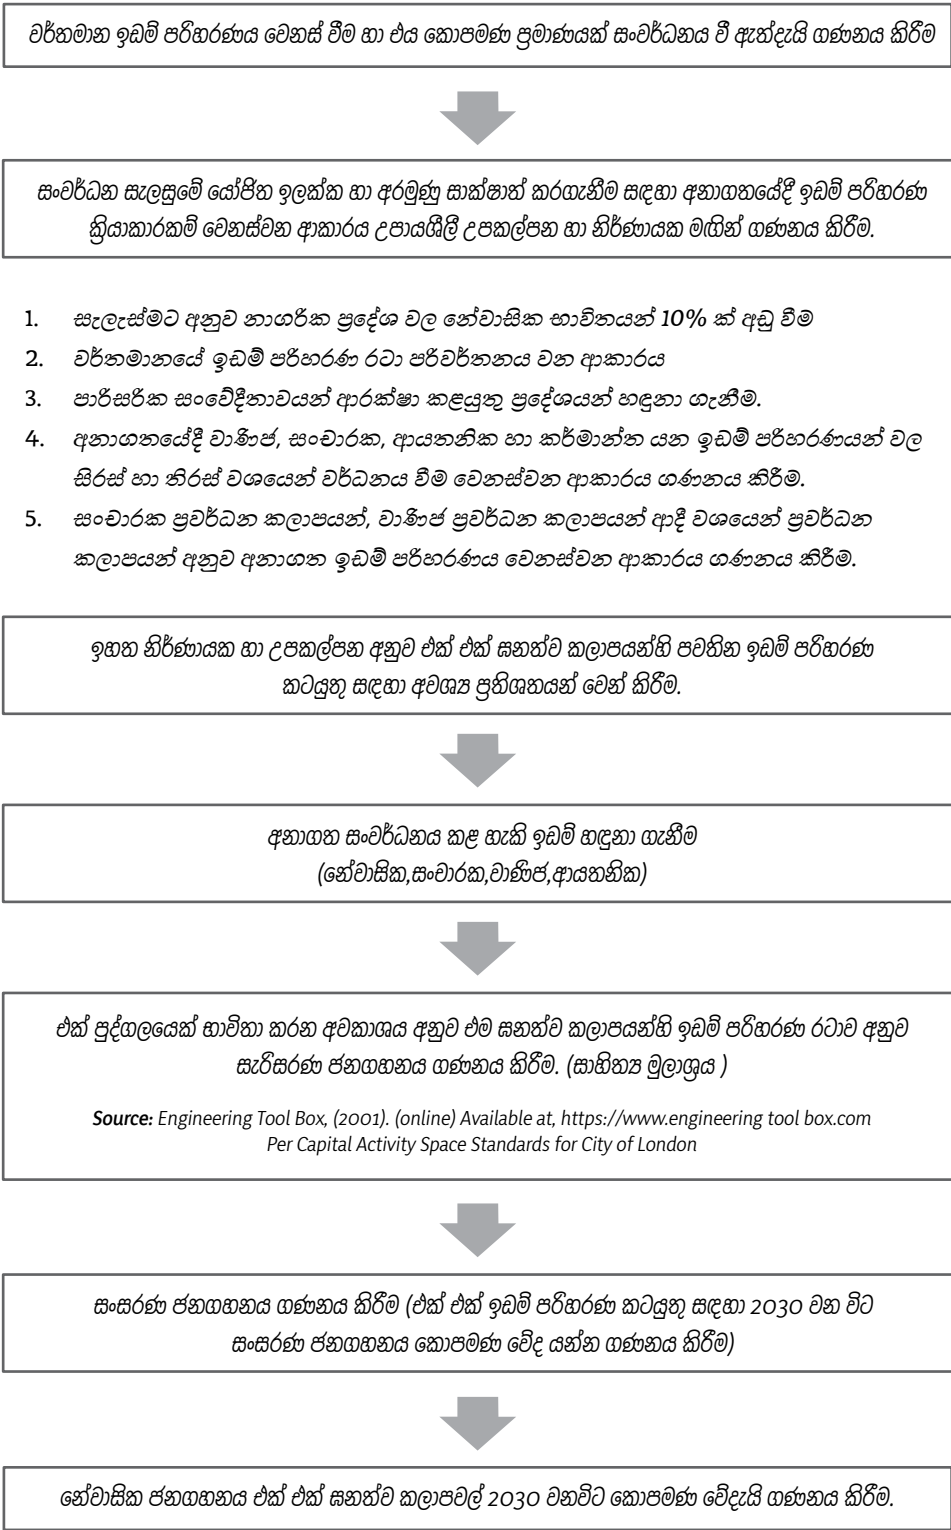 වර්තමාන ඉඩම් පරිහරණය වෙනස් වීම හා එය කොපමණ ප්‍රමාණයක් සංවර්ධනය වී ඇත්දැයි ගණනය කිරීම
සංවර්ධන සැලසුමේ යෝජිත ඉලක්ක හා අරමුණු සාක්ෂාත් කරගැනීම සඳහා අනාගතයේදී ඉඩම් පරිහරණ
ක්‍රියාකාරකම් වෙනස්වන ආකාරය උපායශීලී උපකල්පන හා නිර්ණායක මඟින් ගණනය කිරීම.
1. සැලැස්මට අනුව නාගරික ප්‍රදේශ වල නේවාසික භාවිතයන් 10% ක් අඩු වීම
2. වර්තමානයේ ඉඩම් පරිහරණ රටා පරිවර්තනය වන ආකාරය
3. පාරිසරික සංවේදීතාවයන් ආරක්ෂා කළයුතු ප්‍රදේශයන් හඳුනා ගැනීම.
4. අනාගතයේදී වාණිජ, සංචාරක, ආයතනික හා කර්මාන්ත යන ඉඩම් පරිහරණයන් වල
සිරස් හා තිරස් වශයෙන් වර්ධනය වීම වෙනස්වන ආකාරය ගණනය කිරීම.
5. සංචාරක ප්‍රවර්ධන කලාපයන්, වාණිජ ප්‍රවර්ධන කලාපයන් ආදී වශයෙන් ප්‍රවර්ධන
කලාපයන් අනුව අනාගත ඉඩම් පරිහරණය වෙනස්වන ආකාරය ගණනය කිරීම.
ඉහත නිර්ණායක හා උපකල්පන අනුව එක් එක් ඝනත්ව කලාපයන්හි පවතින ඉඩම් පරිහරණ
කටයුතු සඳහා අවශ්‍ය ප්‍රතිශතයන් වෙන් කිරීම.
අනාගත සංවර්ධනය කළ හැකි ඉඩම් හඳුනා ගැනීම
(නේවාසික,සංචාරක,වාණිජ,ආයතනික)
එක් පුද්ගලයෙක් භාවිතා කරන අවකාශය අනුව එම ඝනත්ව කලාපයන්හි ඉඩම් පරිහරණ රටාව අනුව
සැරිසරණ ජනගහනය ගණනය කිරීම. (සාහිත්‍ය මුලාශ්‍රය )
Source: Engineering Tool Box, (2001). (online) Available at, https://www.engineering tool box.com
Per Capital Activity Space Standards for City of London
සංසරණ ජනගහනය ගණනය කිරීම (එක් එක් ඉඩම් පරිහරණ කටයුතු සඳහා 2030 වන විට
සංසරණ ජනගහනය කොපමණ වේද යන්න ගණනය කිරීම)
නේවාසික ජනගහනය එක් එක් ඝනත්ව කලාපවල් 2030 වනවිට කොපමණ වේදැයි ගණනය කිරීම.